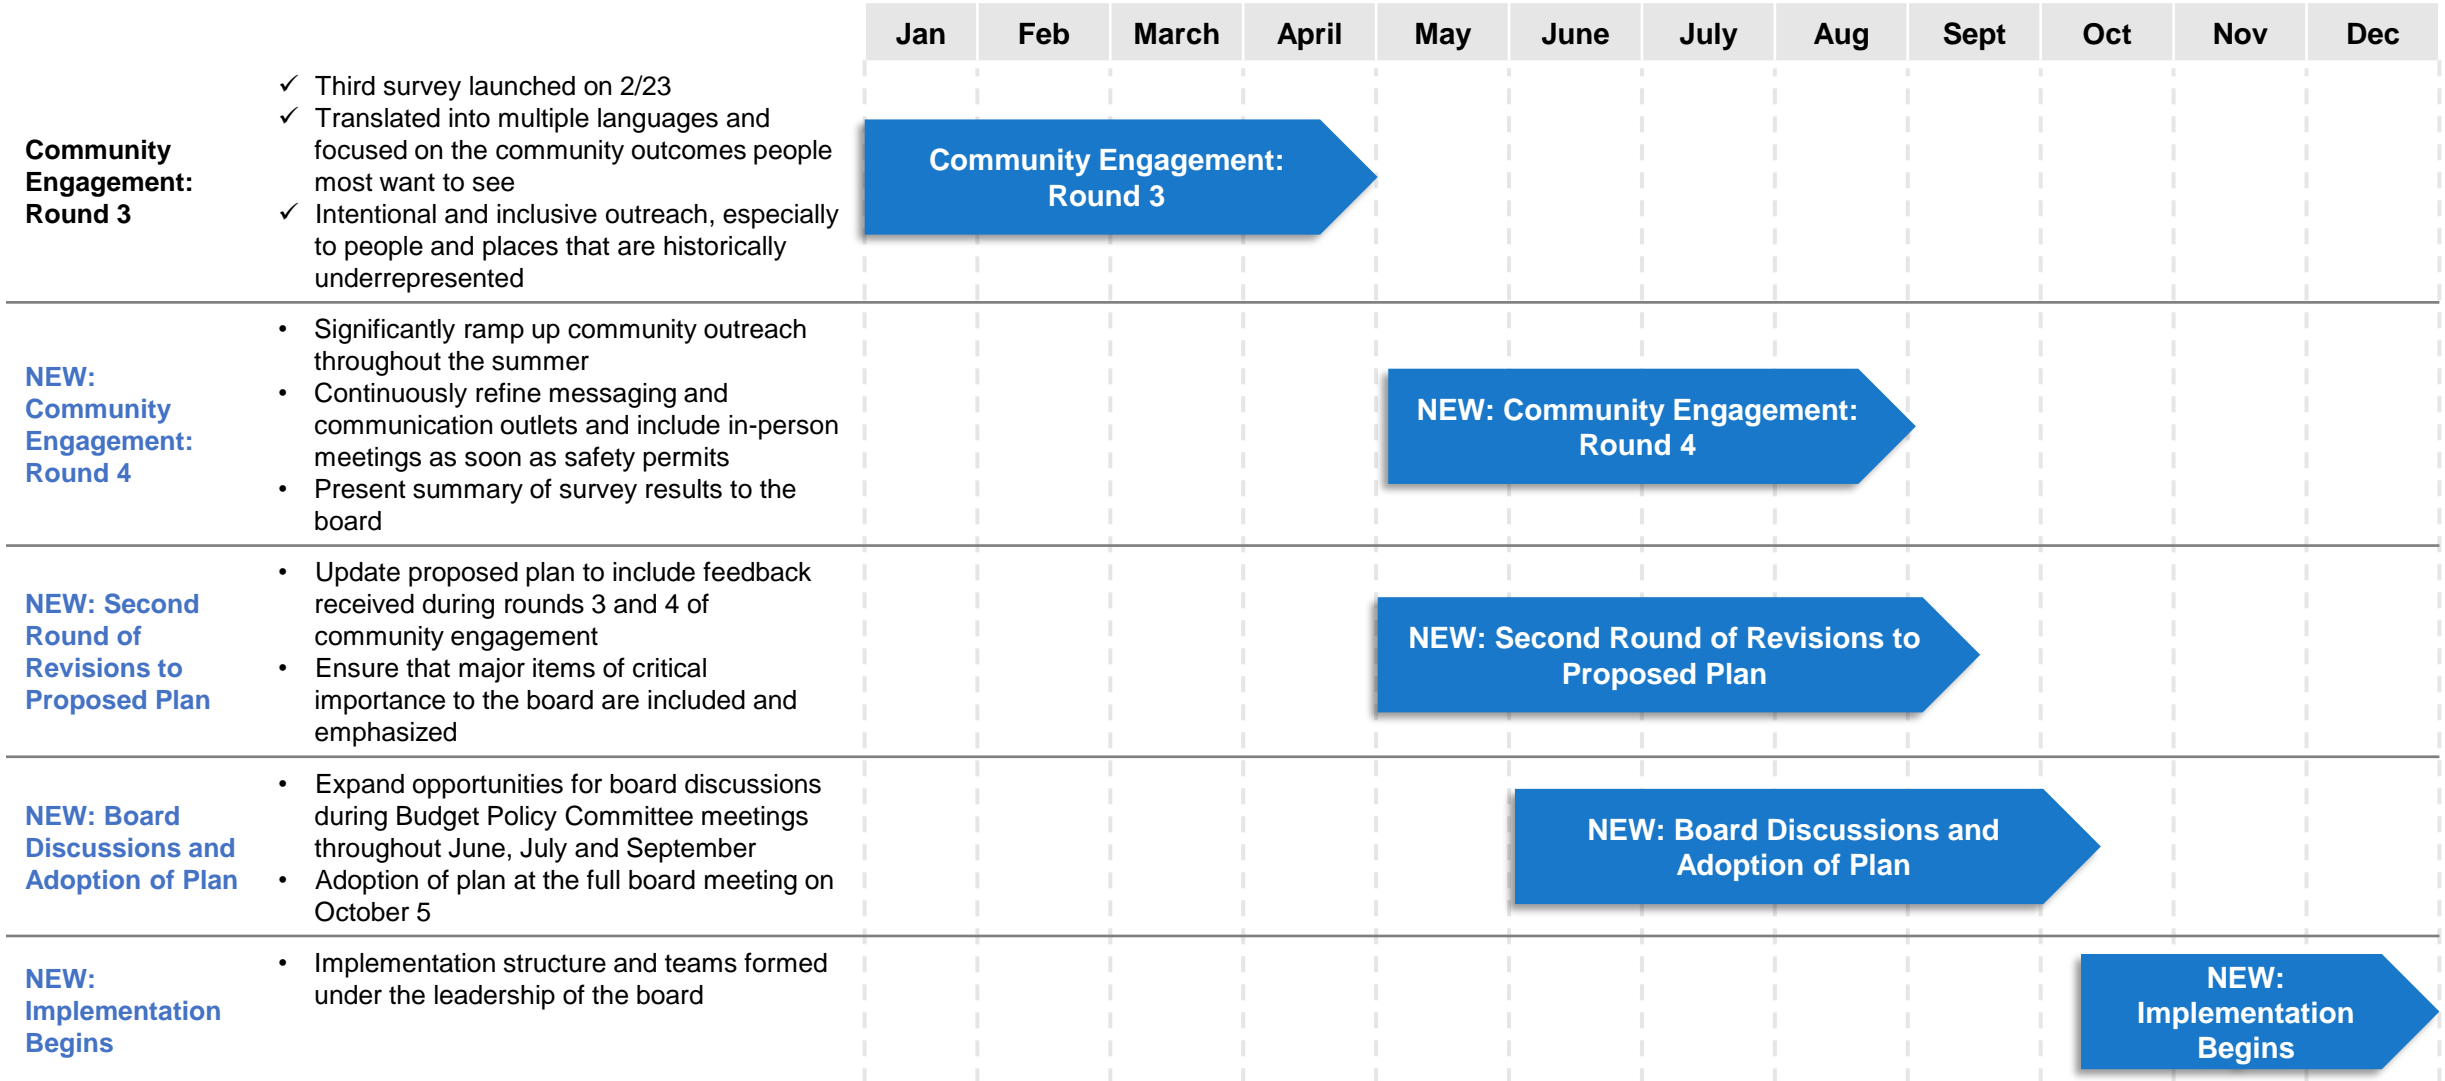 Jan Feb March April May June July Aug Sept Oct Nov Dec
Community
Engagement:
Round 3
✓ Third survey launched on 2/23
✓ Translated into multiple languages and
focused on the community outcomes people
most want to see
✓ Intentional and inclusive outreach, especially
to people and places that are historically
underrepresented
Community Engagement:
Round 3
NEW:
Community
Engagement:
Round 4
• Significantly ramp up community outreach
throughout the summer
• Continuously refine messaging and
communication outlets and include in-person
meetings as soon as safety permits
• Present summary of survey results to the
board
NEW: Community Engagement:
Round 4
NEW: Second
Round of
Revisions to
Proposed Plan
• Update proposed plan to include feedback
received during rounds 3 and 4 of
community engagement
• Ensure that major items of critical
importance to the board are included and
emphasized
NEW: Second Round of Revisions to
Proposed Plan
NEW: Board
Discussions and
Adoption of Plan
• Expand opportunities for board discussions
during Budget Policy Committee meetings
throughout June, July and September
• Adoption of plan at the full board meeting on
October 5
NEW: Board Discussions and
Adoption of Plan
NEW:
Implementation
Begins
• Implementation structure and teams formed
under the leadership of the board
NEW:
Implementation
Begins